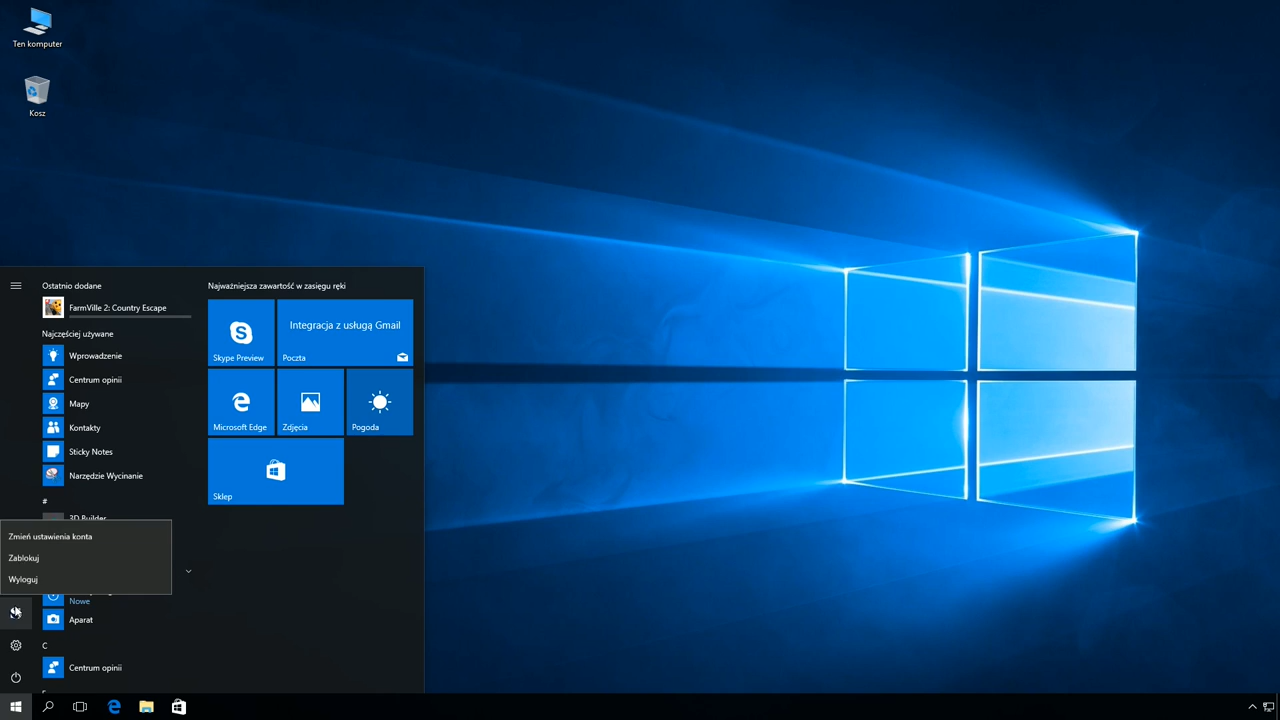 Ten komputer
Kosz
Ostatnio dodane
FarmVille 2: Country Escape
Najczęściej używane
Wprowadzenie
Centrum opinii
Mapy
Kontakty
Sticky Notes
Narzędzie Wycinanie
#
3D Builder
Zmień ustawienia konta
Zablokuj
Wyloguj
Nowe
Aparat
C
Centrum opinii
Najważniejsza zawartość w zasięgu ręki
Skype Preview
Integracja z usługą Gmail
Poczta
Microsoft Edge
Zdjęcia
Pogoda
Sklep